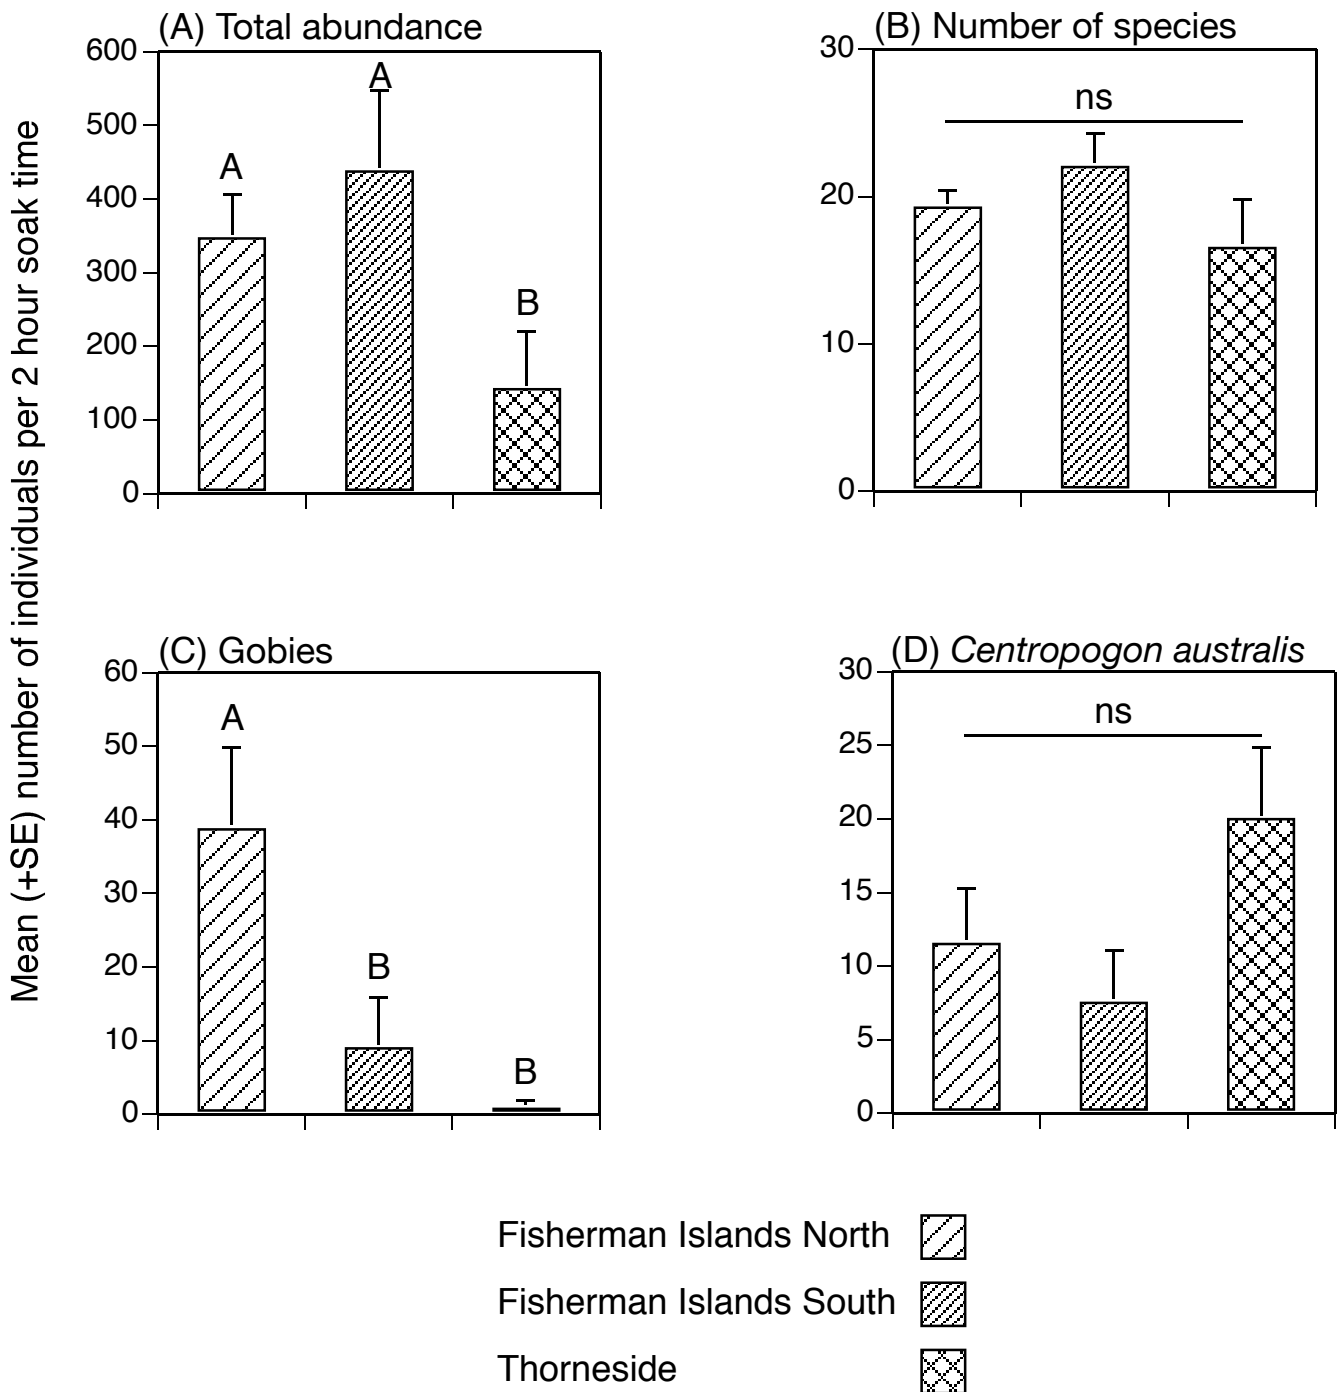 (A) Total abundance
600
500
400
300
200
100
0
A
A
B
(B) Number of species
30
20
10
0
ns
Mean (+SE) number of individuals per 2 hour soak time
(C) Gobies
60
50
40
30
20
10
0
A
B
B
(D) Centropogon australis
30
25
20
15
10
5
0
ns
Fisherman Islands North
Fisherman Islands South
Thorneside